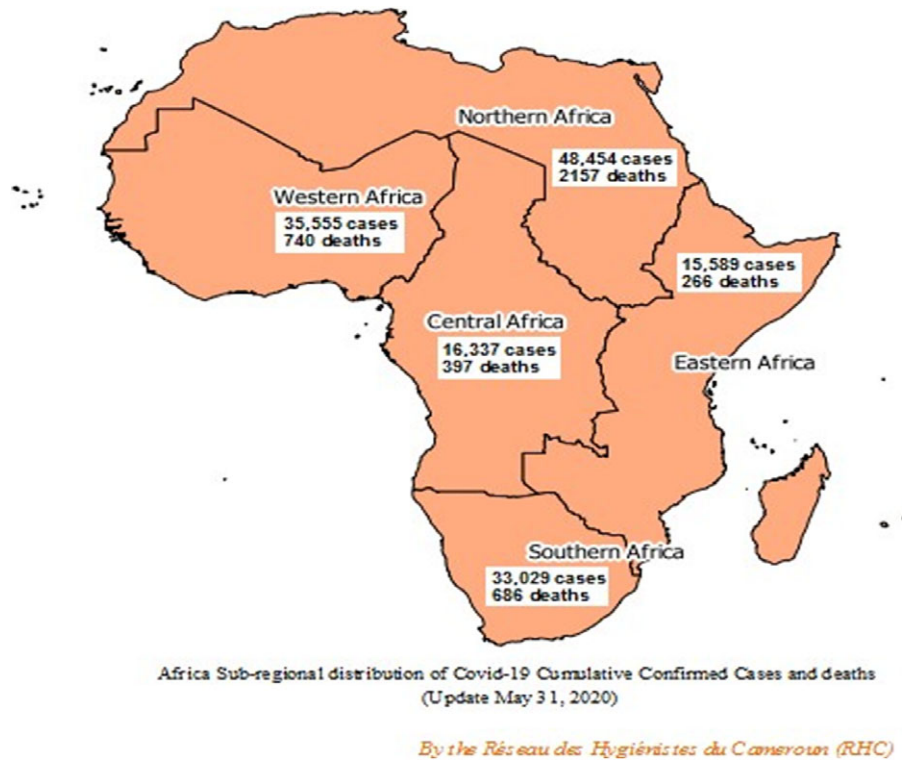 Northern Africa
48,454 cases
2157 deaths
Western Africa
35,555 cases
740 deaths
15,589 cases
266 deaths
Central Africa
16,337 cases
397 deaths
Eastern Africa
Southern Africa
33,029 cases
686 deaths
Africa Sub-regional distribution of Covid-19 Cumulative Confirmed Cases and deaths
(Update May 31, 2020)
By the Réseau des Hygiénistes du Cameroun (RHC)